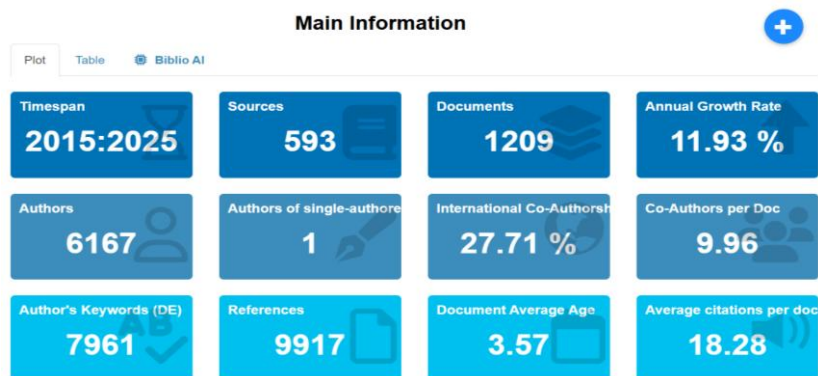 Main Information
Plot Table Biblio AI
Timespan
2015:2025
Sources
593
Documents
1209
Annual Growth Rate
11.93 %
Authors
6167
Authors of single-authore
1
International Co-Authorsh
27.71 %
Co-Authors per Doc
9.96
Author's Keywords (DE)
7961
References
9917
Document Average Age
3.57
Average citations per doc
18.28